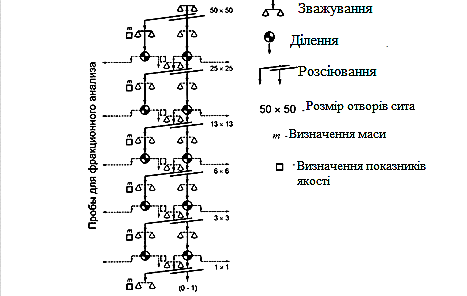 50 × 50
Зважування
Ділення
Розсіювання
50 × 50 - Розмір отворів сита
m - Визначення маси
- Визначення показників
якості
Пробы для фракционного анализа
m
m
25 × 25
m
13 × 13
m
6 × 6
m
3 × 3
m
1 × 1
m
(0 - 1)